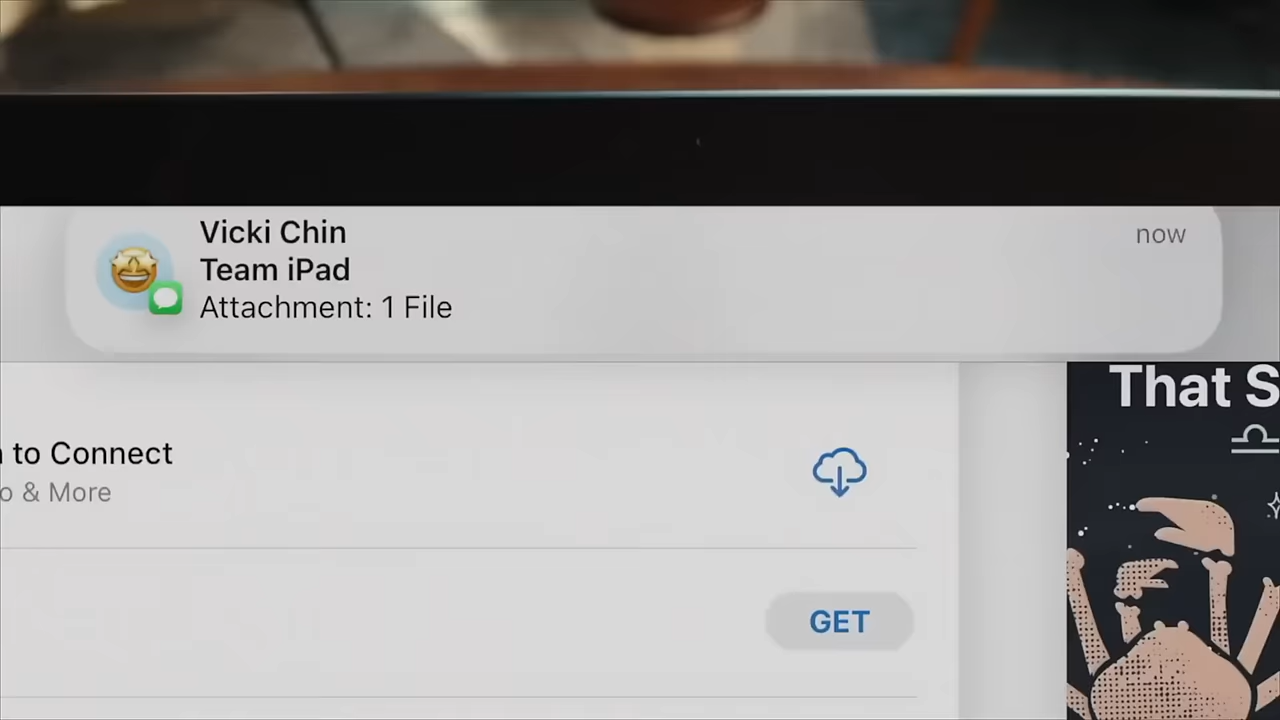 Vicki Chin
now
Team iPad
Attachment: 1 File
That S
to Connect
& More
GET